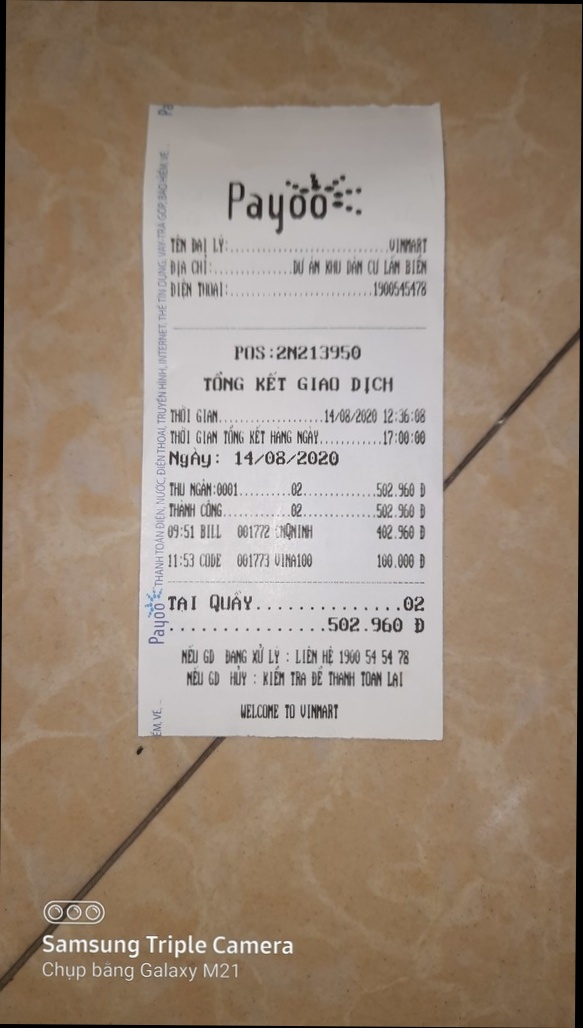 Payoo
TÊN ĐẠI LÝ:..............................VINMART
ĐỊA CHỈ:...............DỰ ÁN KHU DÂN CƯ LÂM BIÊN
ĐIỆN THOẠI:...........................1900545478
POS:2N213950
TỔNG KẾT GIAO DỊCH
THỜI GIAN....................14/08/2020 12:36:08
THỜI GIAN TỔNG KẾT HÀNG NGÀY............17:00:00
Ngày: 14/08/2020
THU NGÂN:0001..........02..............502.960 Đ
THÀNH CÔNG.............02..............502.960 Đ
09:51 BILL 001772 CNQNINH 402.960 Đ
11:53 CODE 001773 VINA100 100.000 Đ
TẠI QUẦY..............02
...............502.960 Đ
NẾU GD ĐANG XỬ LÝ : LIÊN HỆ 1900 54 54 78
NẾU GD HỦY : KIỂM TRA ĐỂ THANH TOÁN LẠI
WELCOME TO VINMART
Pa
Payoo THANH TOÁN ĐIỆN, NƯỚC, ĐIỆN THOẠI, TRUYỀN HÌNH, INTERNET, THẺ TÍN DỤNG, VAY-TRẢ GÓP, BẢO HIỂM, VÉ...
ỂM, VÉ...
Samsung Triple Camera
Chụp bằng Galaxy M21